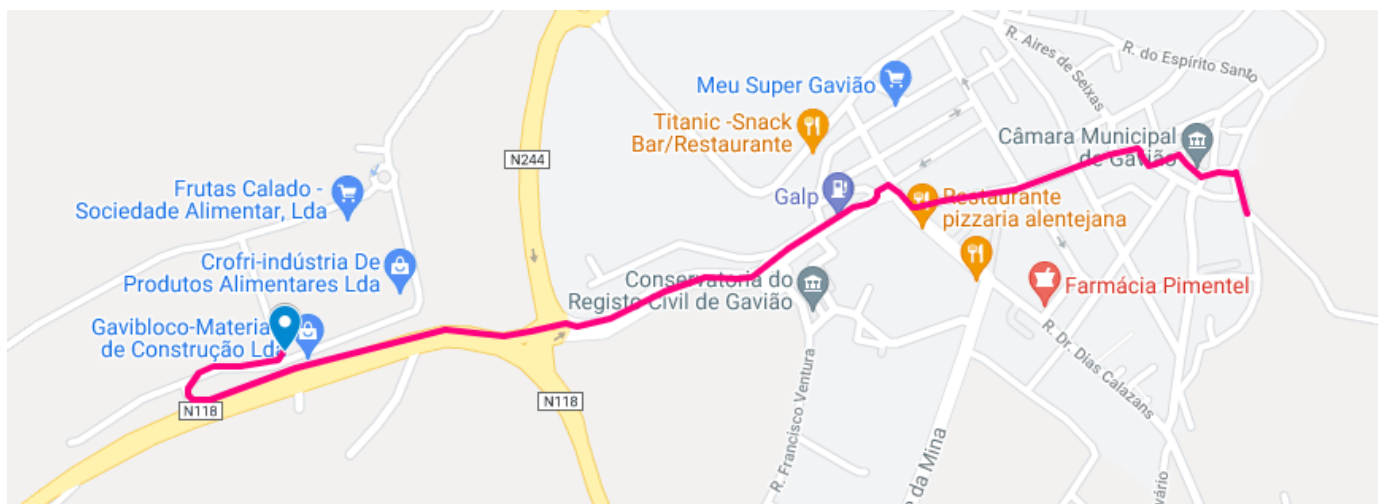 R. Aires de Seixas
R. do Espírito Santo
Meu Super Gavião
Titanic -Snack
Bar/Restaurante
Câmara Municipal
de Gavião
N244
Frutas Calado -
Sociedade Alimentar, Lda
Galp
Restaurante
pizzaria alentejana
Crofri-indústria De
Produtos Alimentares Lda
Conservatoria do
Registo Civil de Gavião
Farmácia Pimentel
Gavibloco-Materia
de Construção Lda
R. Dr. Dias Calazans
N118
N118
R. Francisco Ventura
da Mina